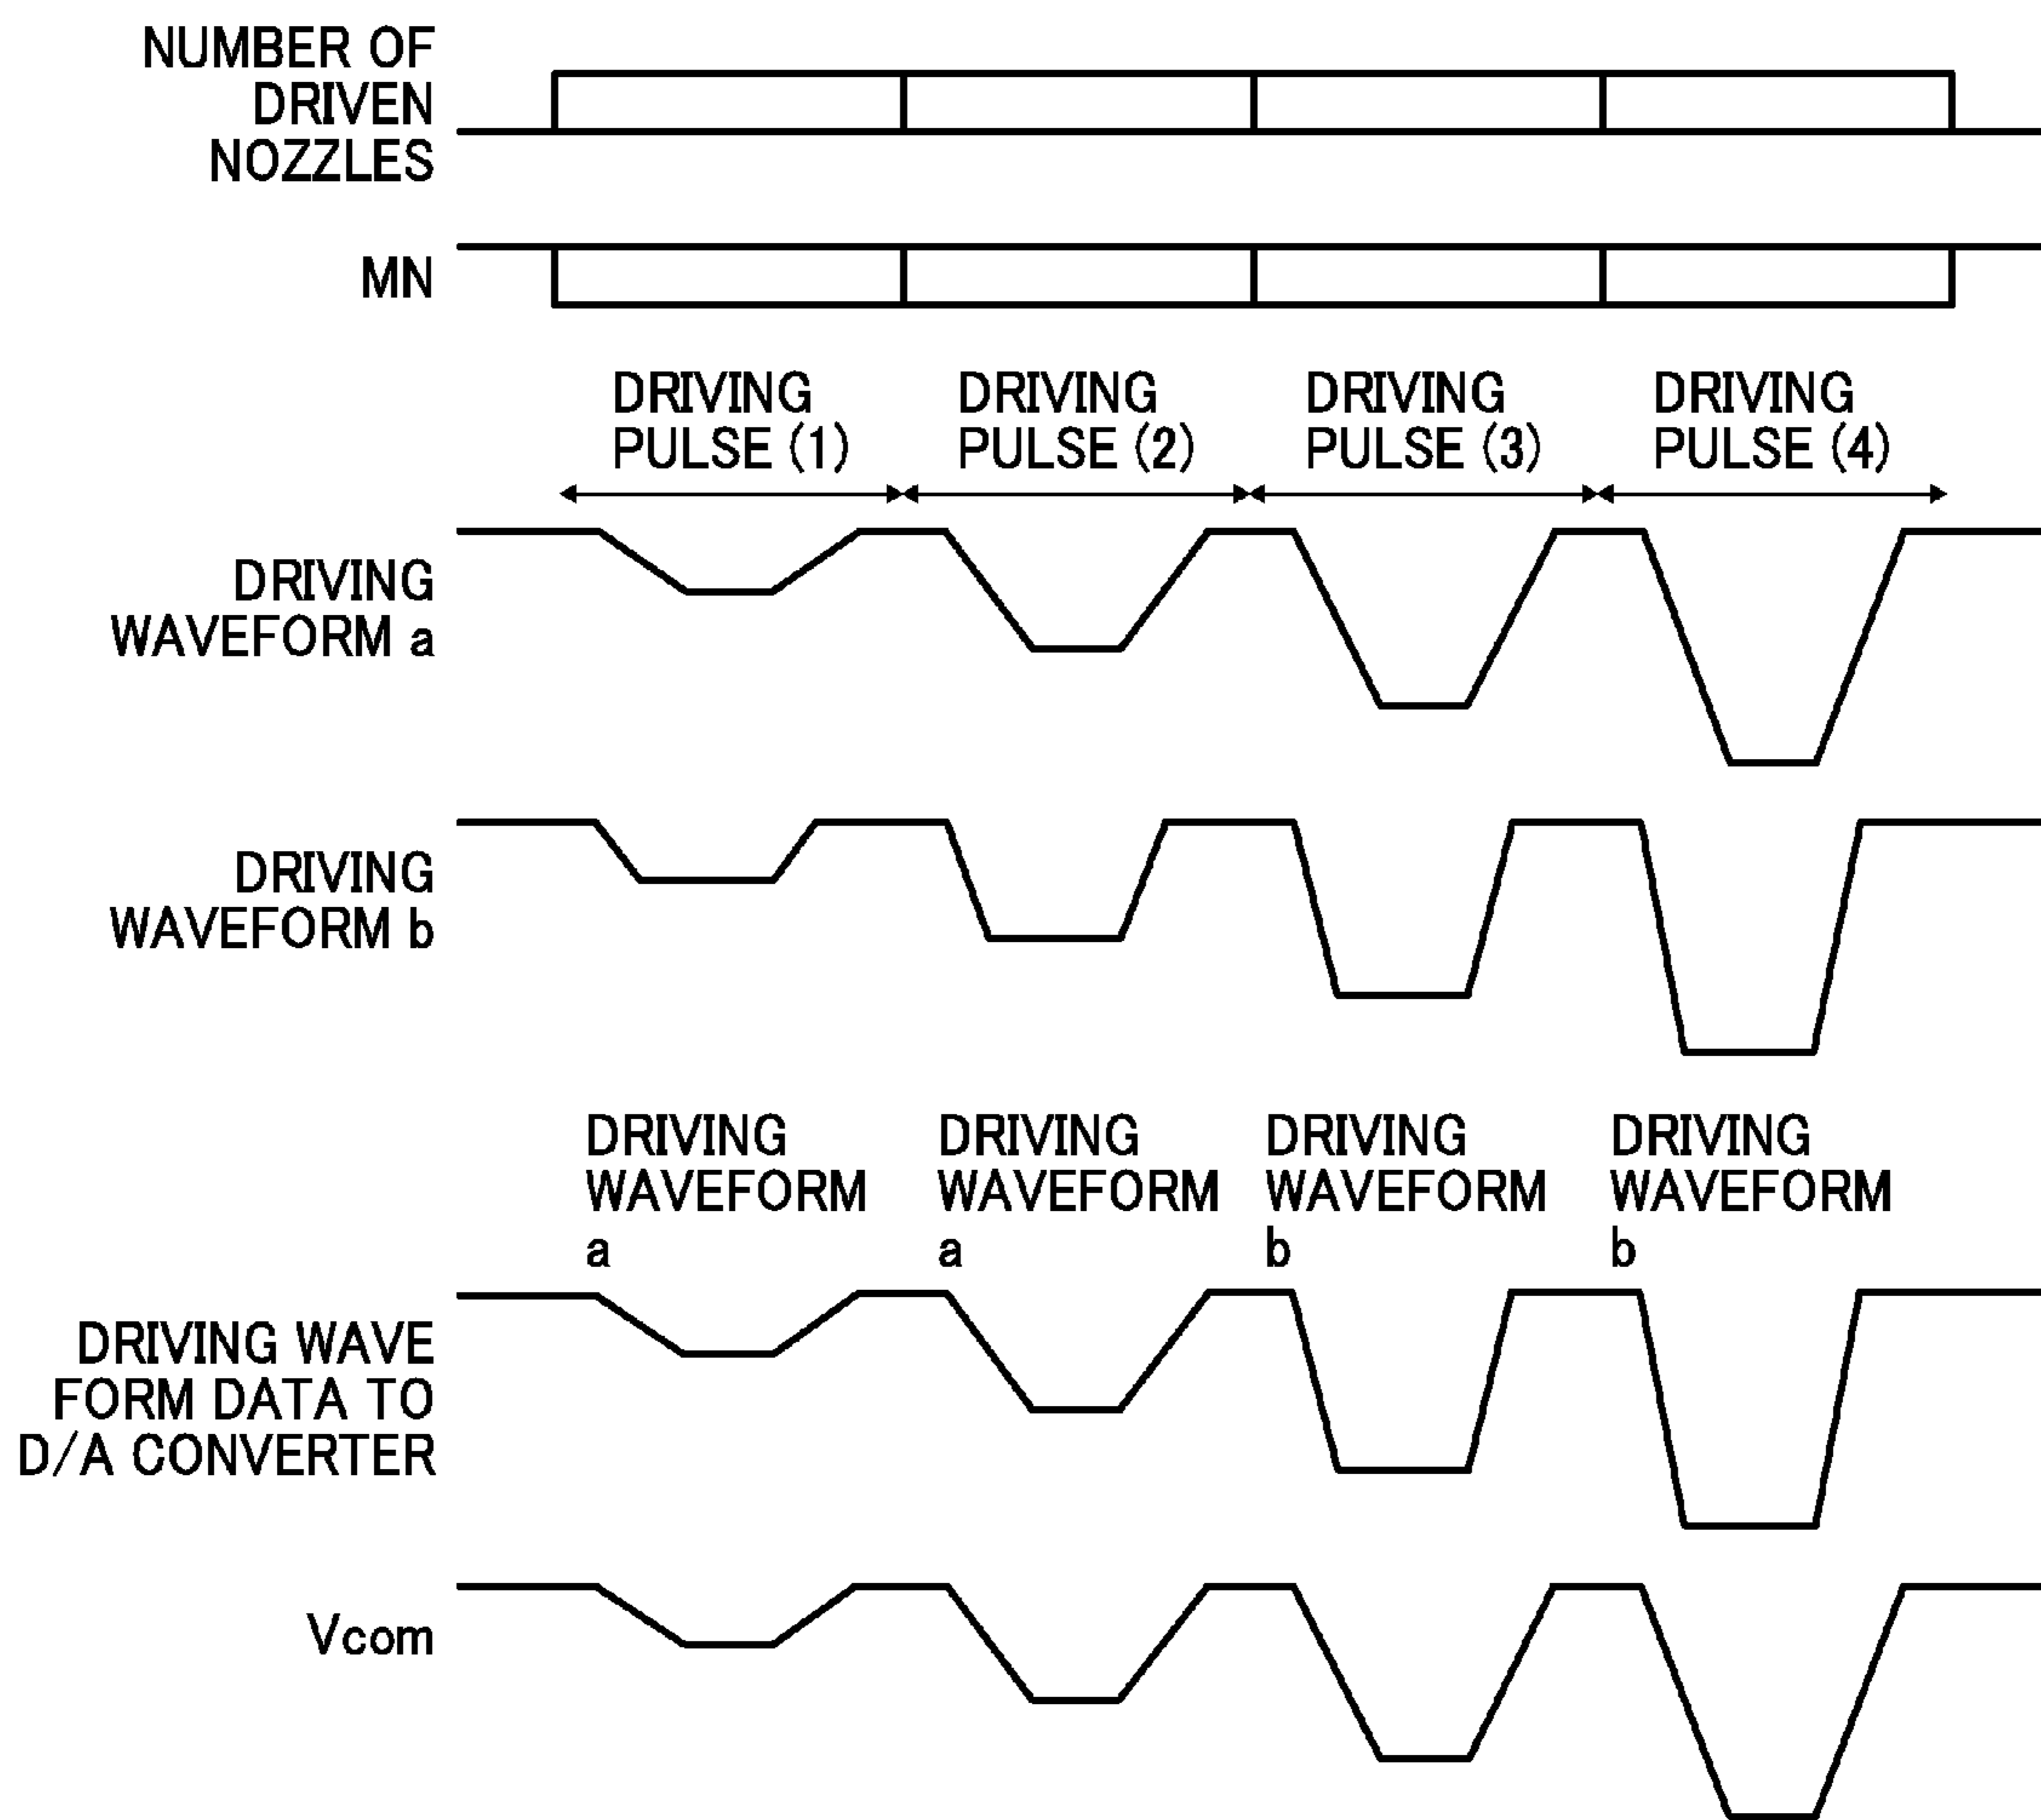 NUMBER OF
DRIVEN
NOZZLES
MN
DRIVING
PULSE (1)
DRIVING
PULSE (2)
DRIVING
PULSE (3)
DRIVING
PULSE (4)
DRIVING
WAVEFORM a
DRIVING
WAVEFORM b
DRIVING
WAVEFORM
a
DRIVING
WAVEFORM
a
DRIVING
WAVEFORM
b
DRIVING
WAVEFORM
b
DRIVING WAVE
FORM DATA TO
D/A CONVERTER
Vcom